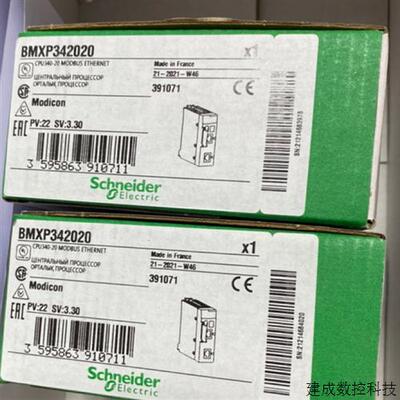 BMXP342020
x1
CPU340-20 MODBUS ETHERNET
Made in France
ЦЕНТРАЛЬНЫЙ ПРОЦЕССОР
21-2021-W46
ОРТАЛЫҚ ПРОЦЕССОР
391071
Modicon
PV:22 SV:3.30
EAC
3 595863 910711
Schneider
Electric
BMXP342020
x1
CPU340-20 MODBUS ETHERNET
Made in France
ЦЕНТРАЛЬНЫЙ ПРОЦЕССОР
21-2021-W46
ОРТАЛЫҚ ПРОЦЕССОР
391071
Modicon
PV:22 SV:3.30
EAC
3 595863 910711
Schneider
Electric
SN:21214684020
建成数控科技